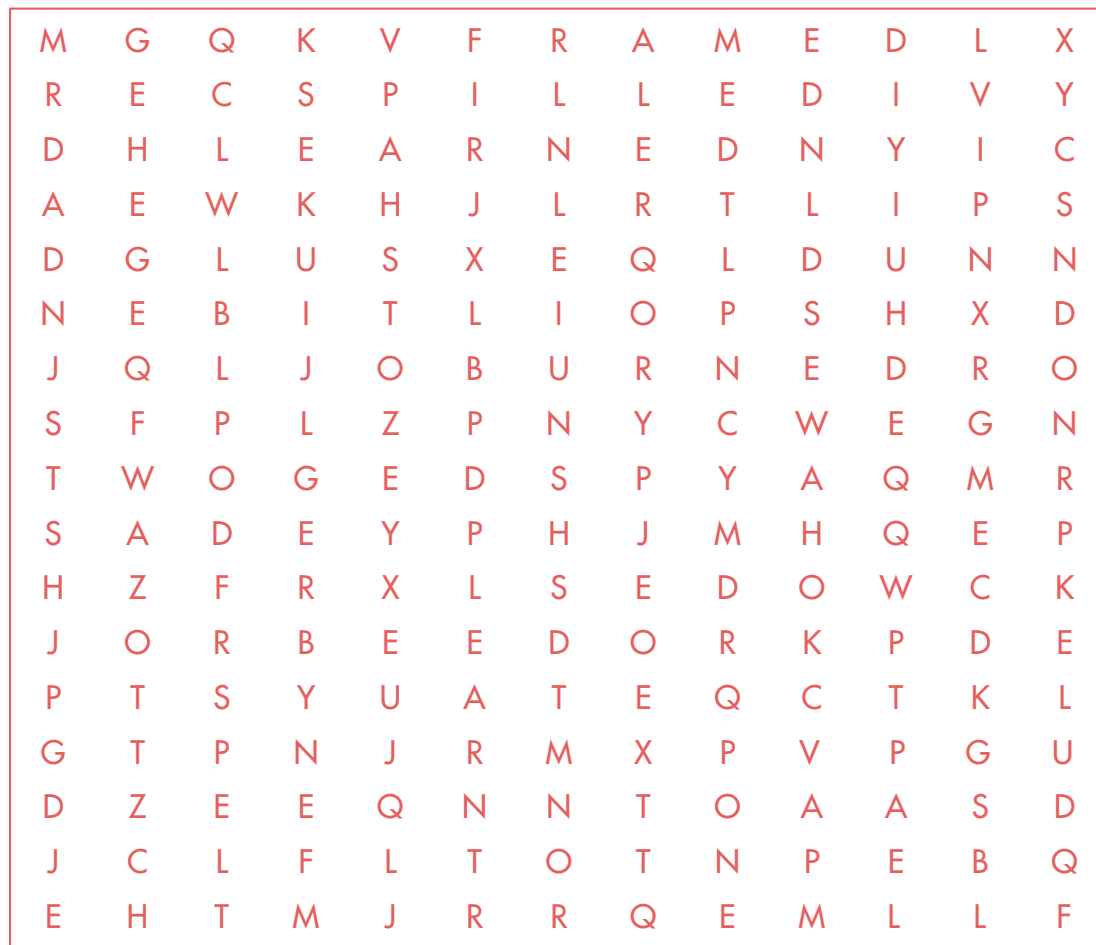 M G Q K V F R A M E D L X
R E C S P I L L E D I V Y
D H L E A R N E D N Y I C
A E W K H J L R T L I P S
D G L U S X E Q L D U N N
N E B I T L I O P S H X D
J Q L J O B U R N E D R O
S F P L Z P N Y C W E G N
T W O G E D S P Y A Q M R
S A D E Y P H J M H Q E P
H Z F R X L S E D O W C K
J O R B E E D O R K P D E
P T S Y U A T E Q C T K L
G T P N J R M X P V P G U
D Z E E Q N N T O A A S D
J C L F L T O T N P E B Q
E H T M J R R Q E M L L F